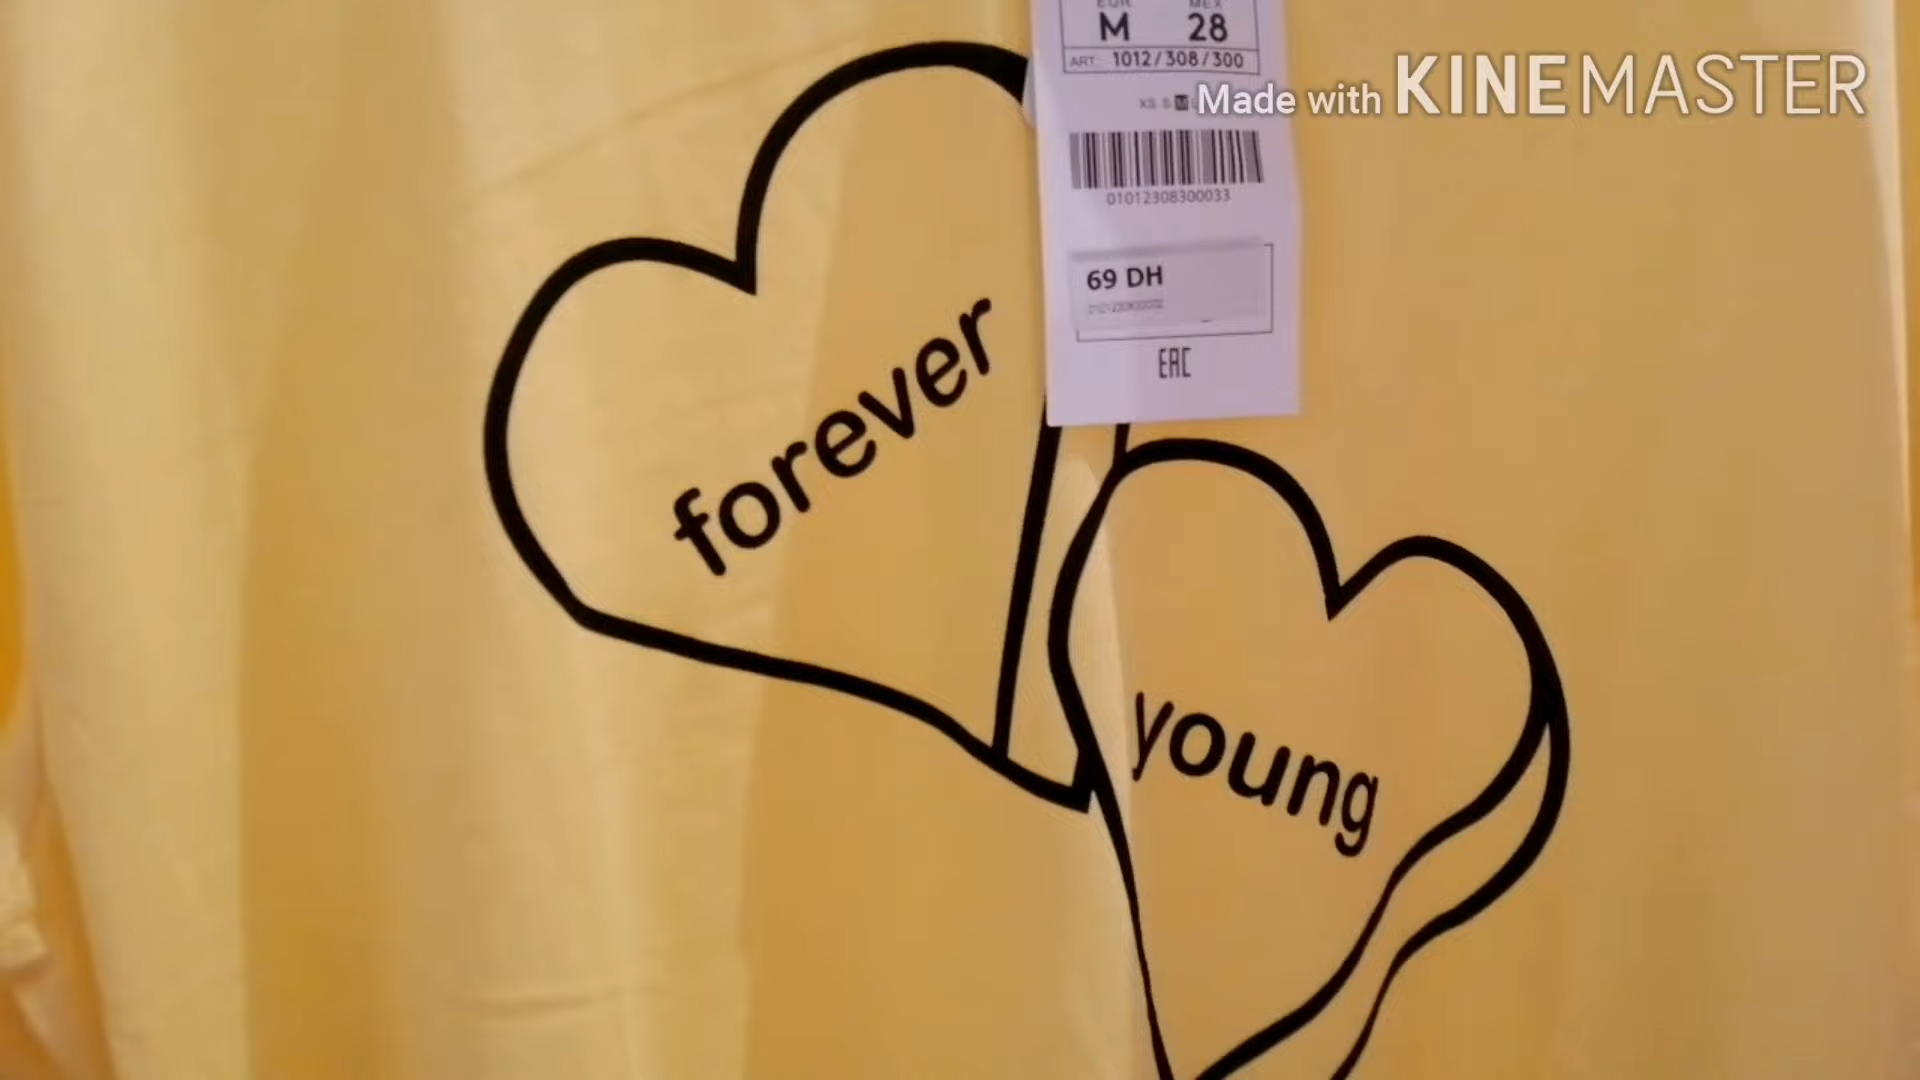 EUR MEX
M 28
ART 1012/308/300
XS S M
01012308300033
69 DH
EAC
Made with KINEMASTER
forever
young